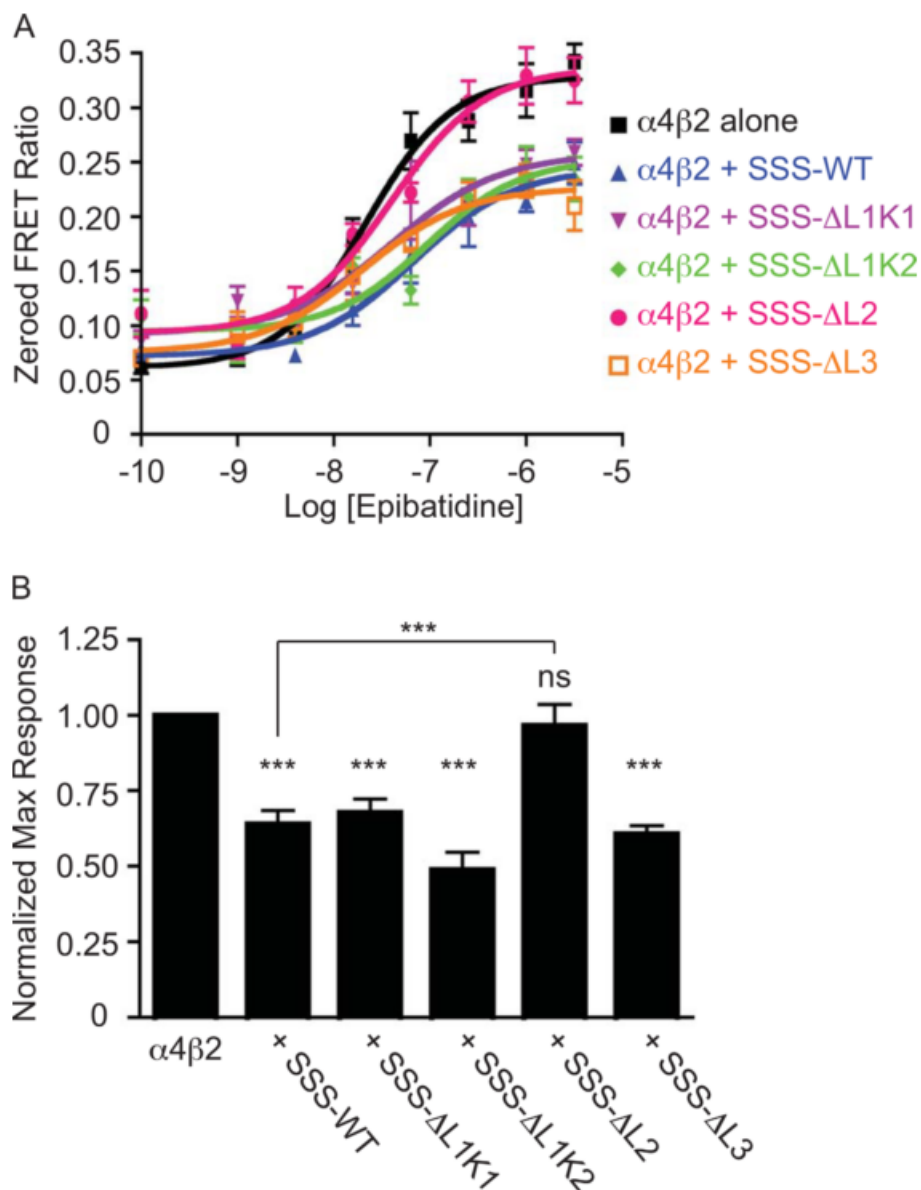 A
Zeroed FRET Ratio
0.35
0.30
0.25
0.20
0.15
0.10
0.05
0
-10 -9 -8 -7 -6 -5
Log [Epibatidine]
α4β2 alone
α4β2 + SSS-WT
α4β2 + SSS-ΔL1K1
α4β2 + SSS-ΔL1K2
α4β2 + SSS-ΔL2
α4β2 + SSS-ΔL3
B
Normalized Max Response
1.25
1.00
0.75
0.50
0.25
0
***
ns
*** *** *** ***
α4β2
+ SSS-WT
+ SSS-ΔL1K1
+ SSS-ΔL1K2
+ SSS-ΔL2
+ SSS-ΔL3